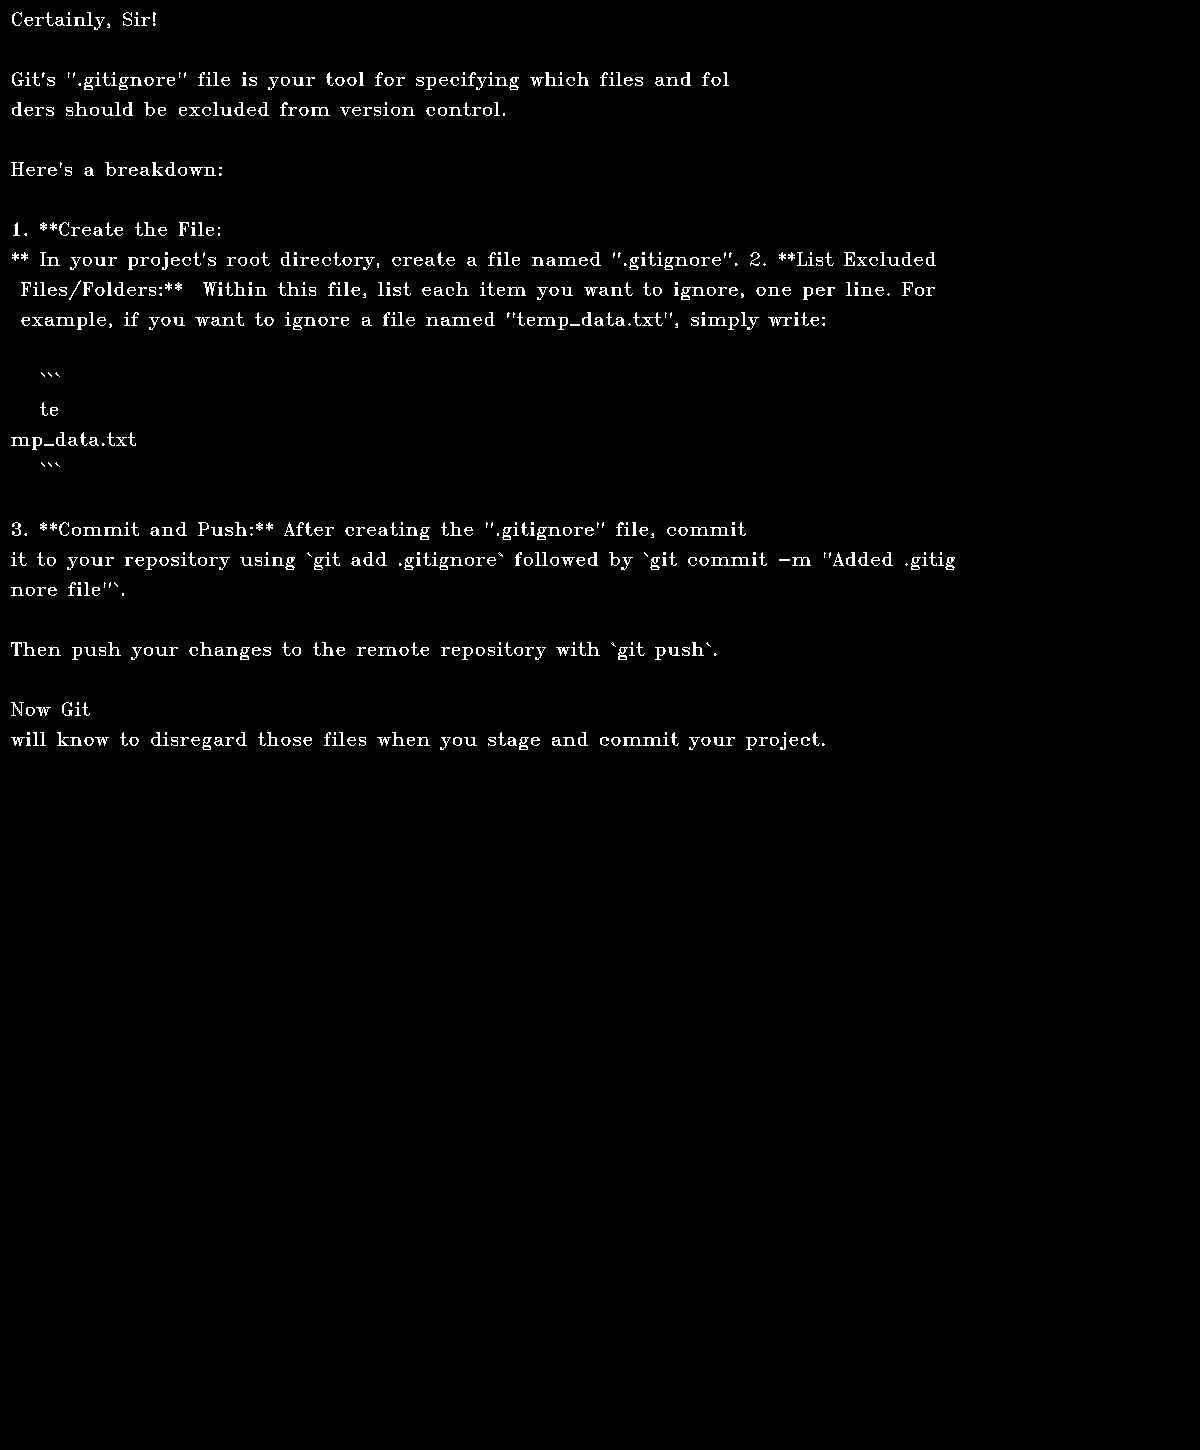 Certainly, Sir!
Git's ".gitignore" file is your tool for specifying which files and fol
ders should be excluded from version control.
Here's a breakdown:
1. **Create the File:
** In your project's root directory, create a file named ".gitignore". 2. **List Excluded
Files/Folders:**  Within this file, list each item you want to ignore, one per line. For
example, if you want to ignore a file named "temp_data.txt", simply write:
```
te
mp_data.txt
```
3. **Commit and Push:** After creating the ".gitignore" file, commit
it to your repository using `git add .gitignore` followed by `git commit -m "Added .gitig
nore file"`.
Then push your changes to the remote repository with `git push`.
Now Git
will know to disregard those files when you stage and commit your project.